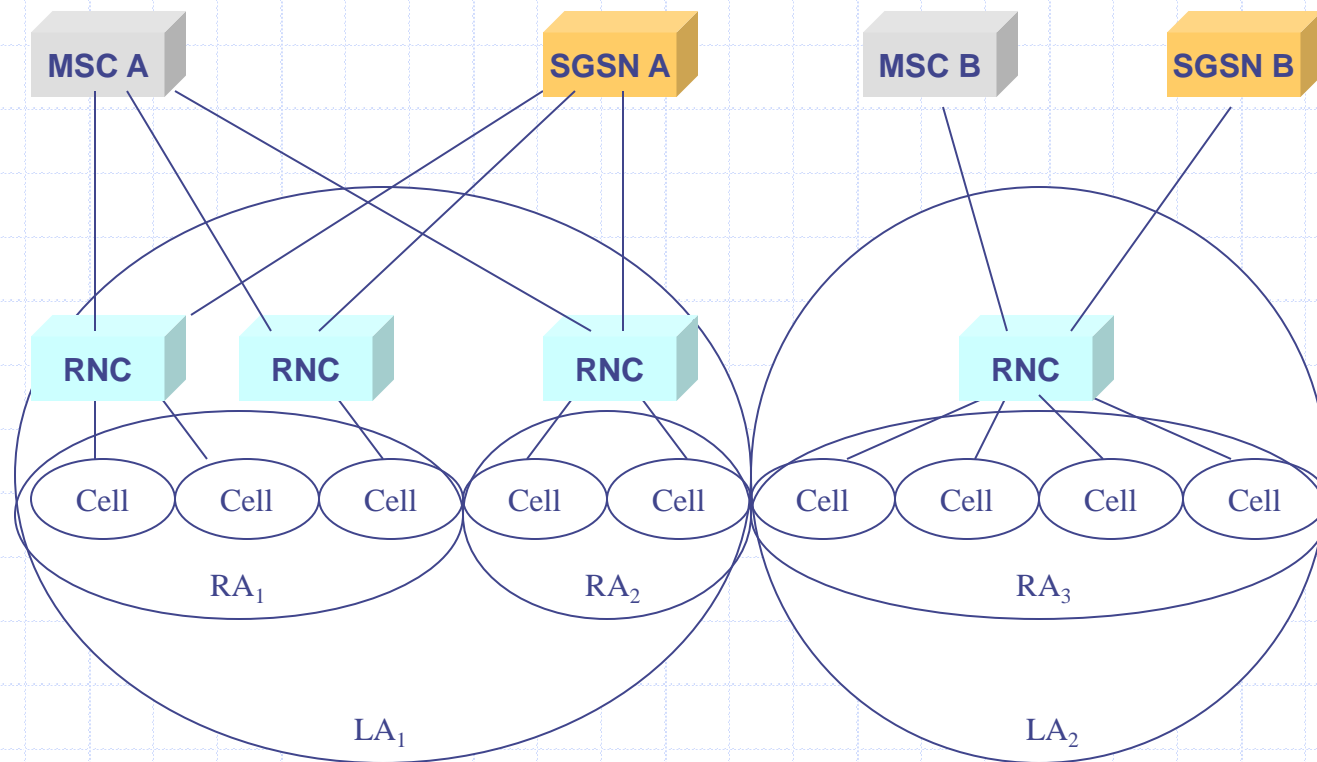 MSC A
SGSN A
MSC B
SGSN B
RNC
RNC
RNC
RNC
Cell
Cell
Cell
Cell
Cell
Cell
Cell
Cell
Cell
RA₁
RA₂
RA₃
LA₁
LA₂